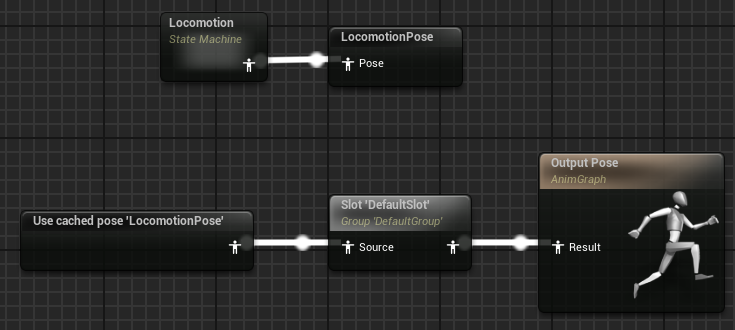 Locomotion
State Machine
LocomotionPose
Pose
Use cached pose 'LocomotionPose'
Slot 'DefaultSlot'
Group 'DefaultGroup'
Source
Output Pose
AnimGraph
Result